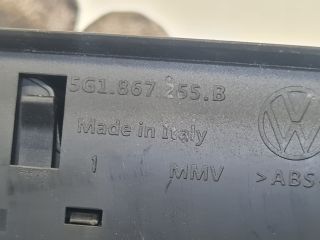 5G1.867.255.B
Made in Italy
1 MMV >ABS